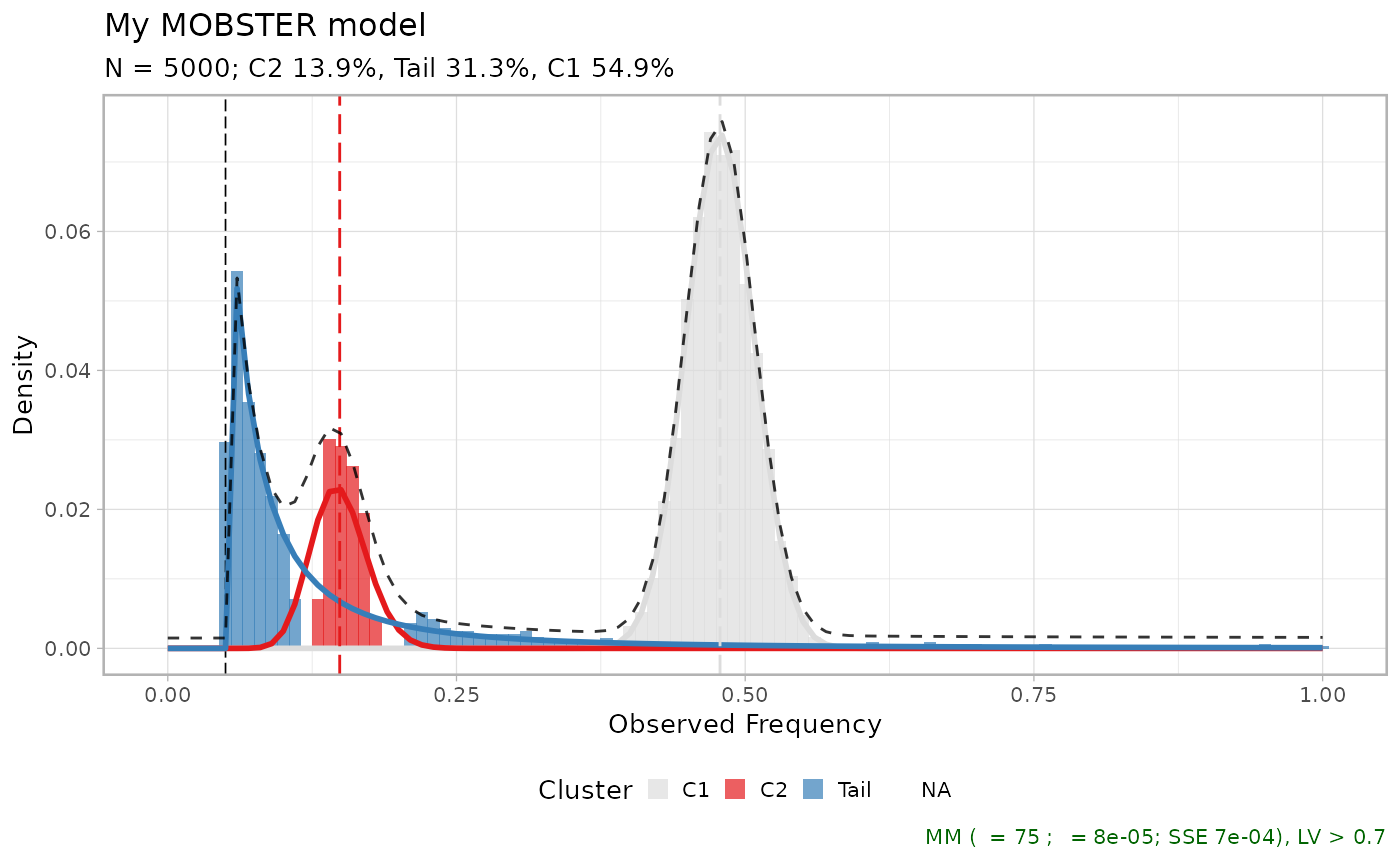 My MOBSTER model
N = 5000; C2 13.9%, Tail 31.3%, C1 54.9%
Density
0.06
0.04
0.02
0.00
0.00 0.25 0.50 0.75 1.00
Observed Frequency
Cluster C1 C2 Tail NA
MM ( = 75 ; = 8e-05; SSE 7e-04), LV > 0.7